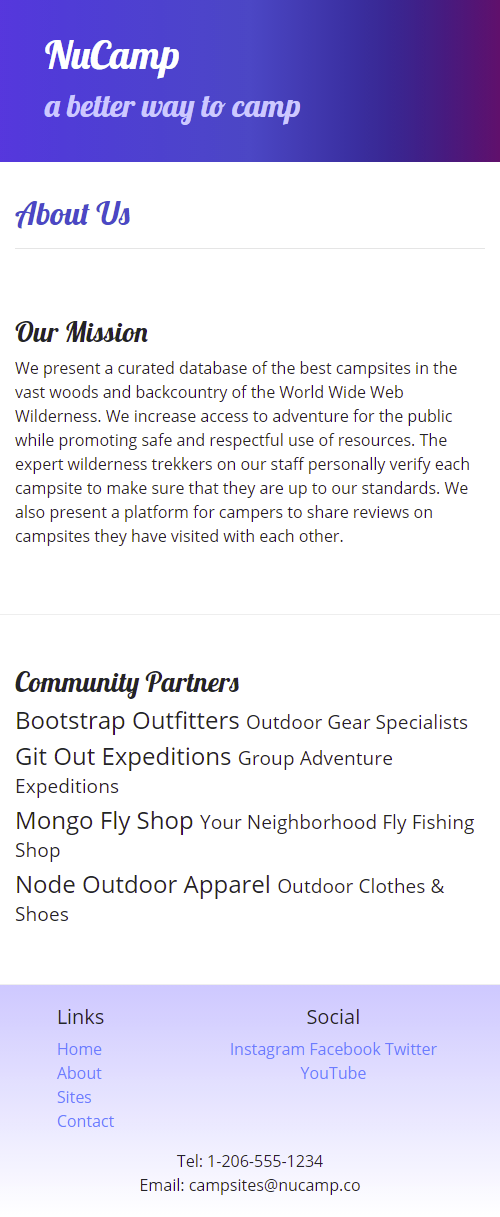 NuCamp
a better way to camp
About Us
Our Mission
We present a curated database of the best campsites in the
vast woods and backcountry of the World Wide Web
Wilderness. We increase access to adventure for the public
while promoting safe and respectful use of resources. The
expert wilderness trekkers on our staff personally verify each
campsite to make sure that they are up to our standards. We
also present a platform for campers to share reviews on
campsites they have visited with each other.
Community Partners
Bootstrap Outfitters Outdoor Gear Specialists
Git Out Expeditions Group Adventure
Expeditions
Mongo Fly Shop Your Neighborhood Fly Fishing
Shop
Node Outdoor Apparel Outdoor Clothes &
Shoes
Links
Home
About
Sites
Contact
Social
Instagram Facebook Twitter
YouTube
Tel: 1-206-555-1234
Email: campsites@nucamp.co